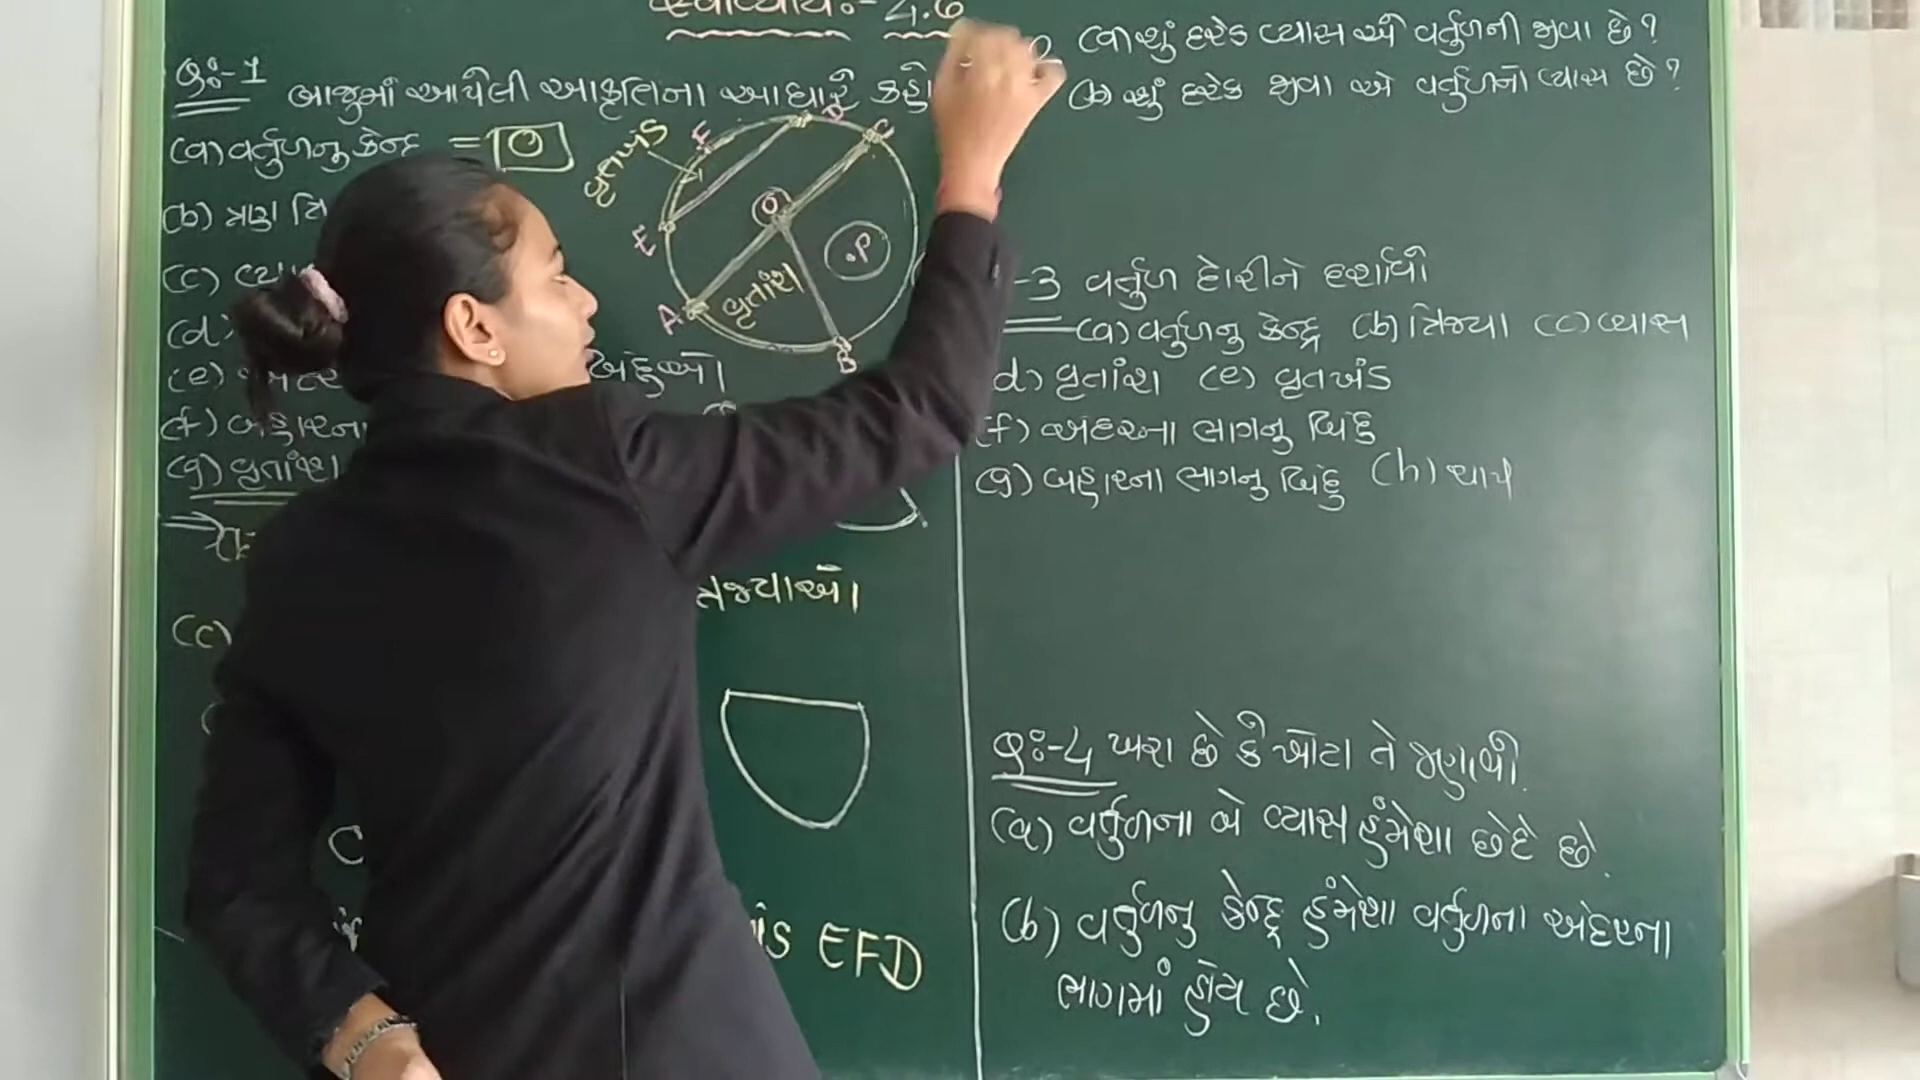 સ્વાધ્યાય:- 4.6
પ્ર:-1 બાજુમાં આપેલી આકૃતિના આધારે કહો
(a) વર્તુળનુ કેન્દ્ર = O
(b) ત્રણ ત્રિ
(c) વ્યા
(d)
(e) બિંદુઓ
(f) બહારના
(g) વૃતાંશ
ત્રિજ્યાઓ
(c)
C
is EFD
વૃતખંડ
F
D
C
E
O
.P
A
વૃતાંશ
B
(a) શું દરેક વ્યાસ એ વર્તુળની જીવા છે?
(b) શું દરેક જીવા એ વર્તુળનો વ્યાસ છે?
-3 વર્તુળ દોરીને દર્શાવો
(a) વર્તુળનુ કેન્દ્ર (b) ત્રિજ્યા (c) વ્યાસ
(d) વૃતાંશ (e) વૃતખંડ
(f) અંદરના ભાગનુ બિંદુ
(g) બહારના ભાગનુ બિંદુ (h) ચાપ
પ્ર:-4 ખરા છે કે ખોટા તે જણાવો.
(a) વર્તુળના બે વ્યાસ હંમેશા છેદે છે.
(b) વર્તુળનુ કેન્દ્ર હંમેશા વર્તુળના અંદરના
ભાગમાં હોય છે.